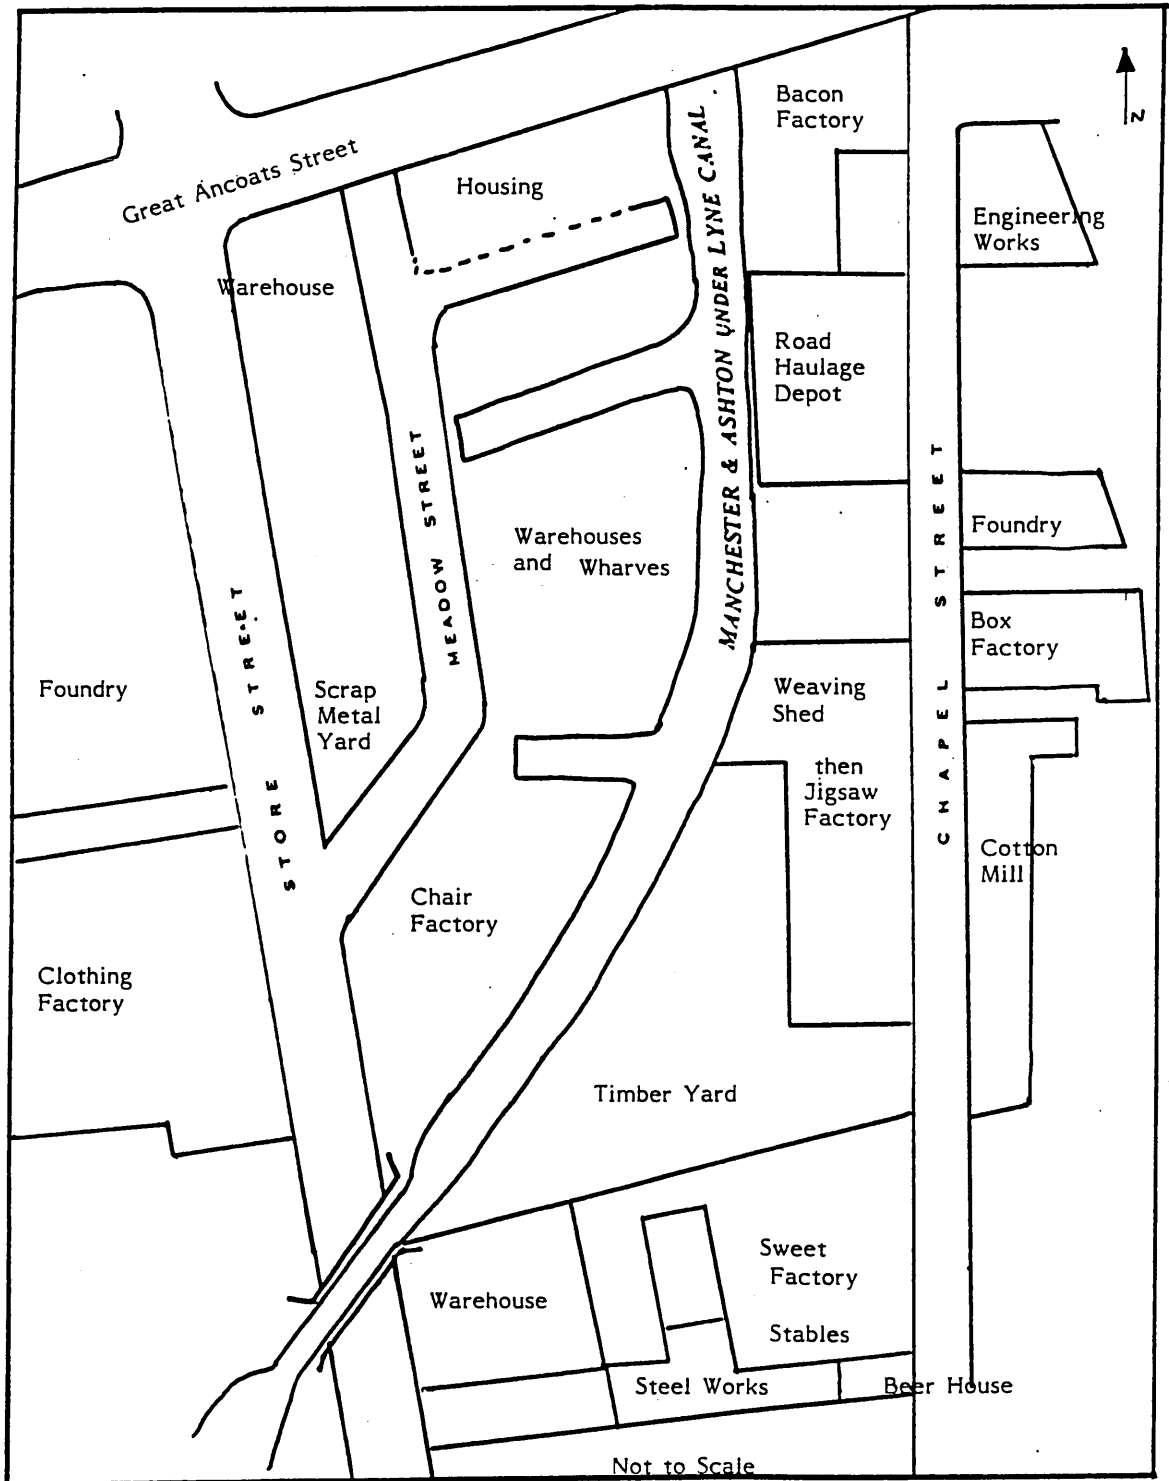 Bacon
Factory
N
Great Ancoats Street
Housing
MANCHESTER & ASHTON UNDER LYNE CANAL
Engineering
Works
Warehouse
Road
Haulage
Depot
MEADOW STREET
CHAPEL STREET
Foundry
Warehouses
and Wharves
STORE STREET
Box
Factory
Foundry
Scrap
Metal
Yard
Weaving
Shed
then
Jigsaw
Factory
Cotton
Mill
Chair
Factory
Clothing
Factory
Timber Yard
Sweet
Factory
Warehouse
Stables
Steel Works
Beer House
Not to Scale